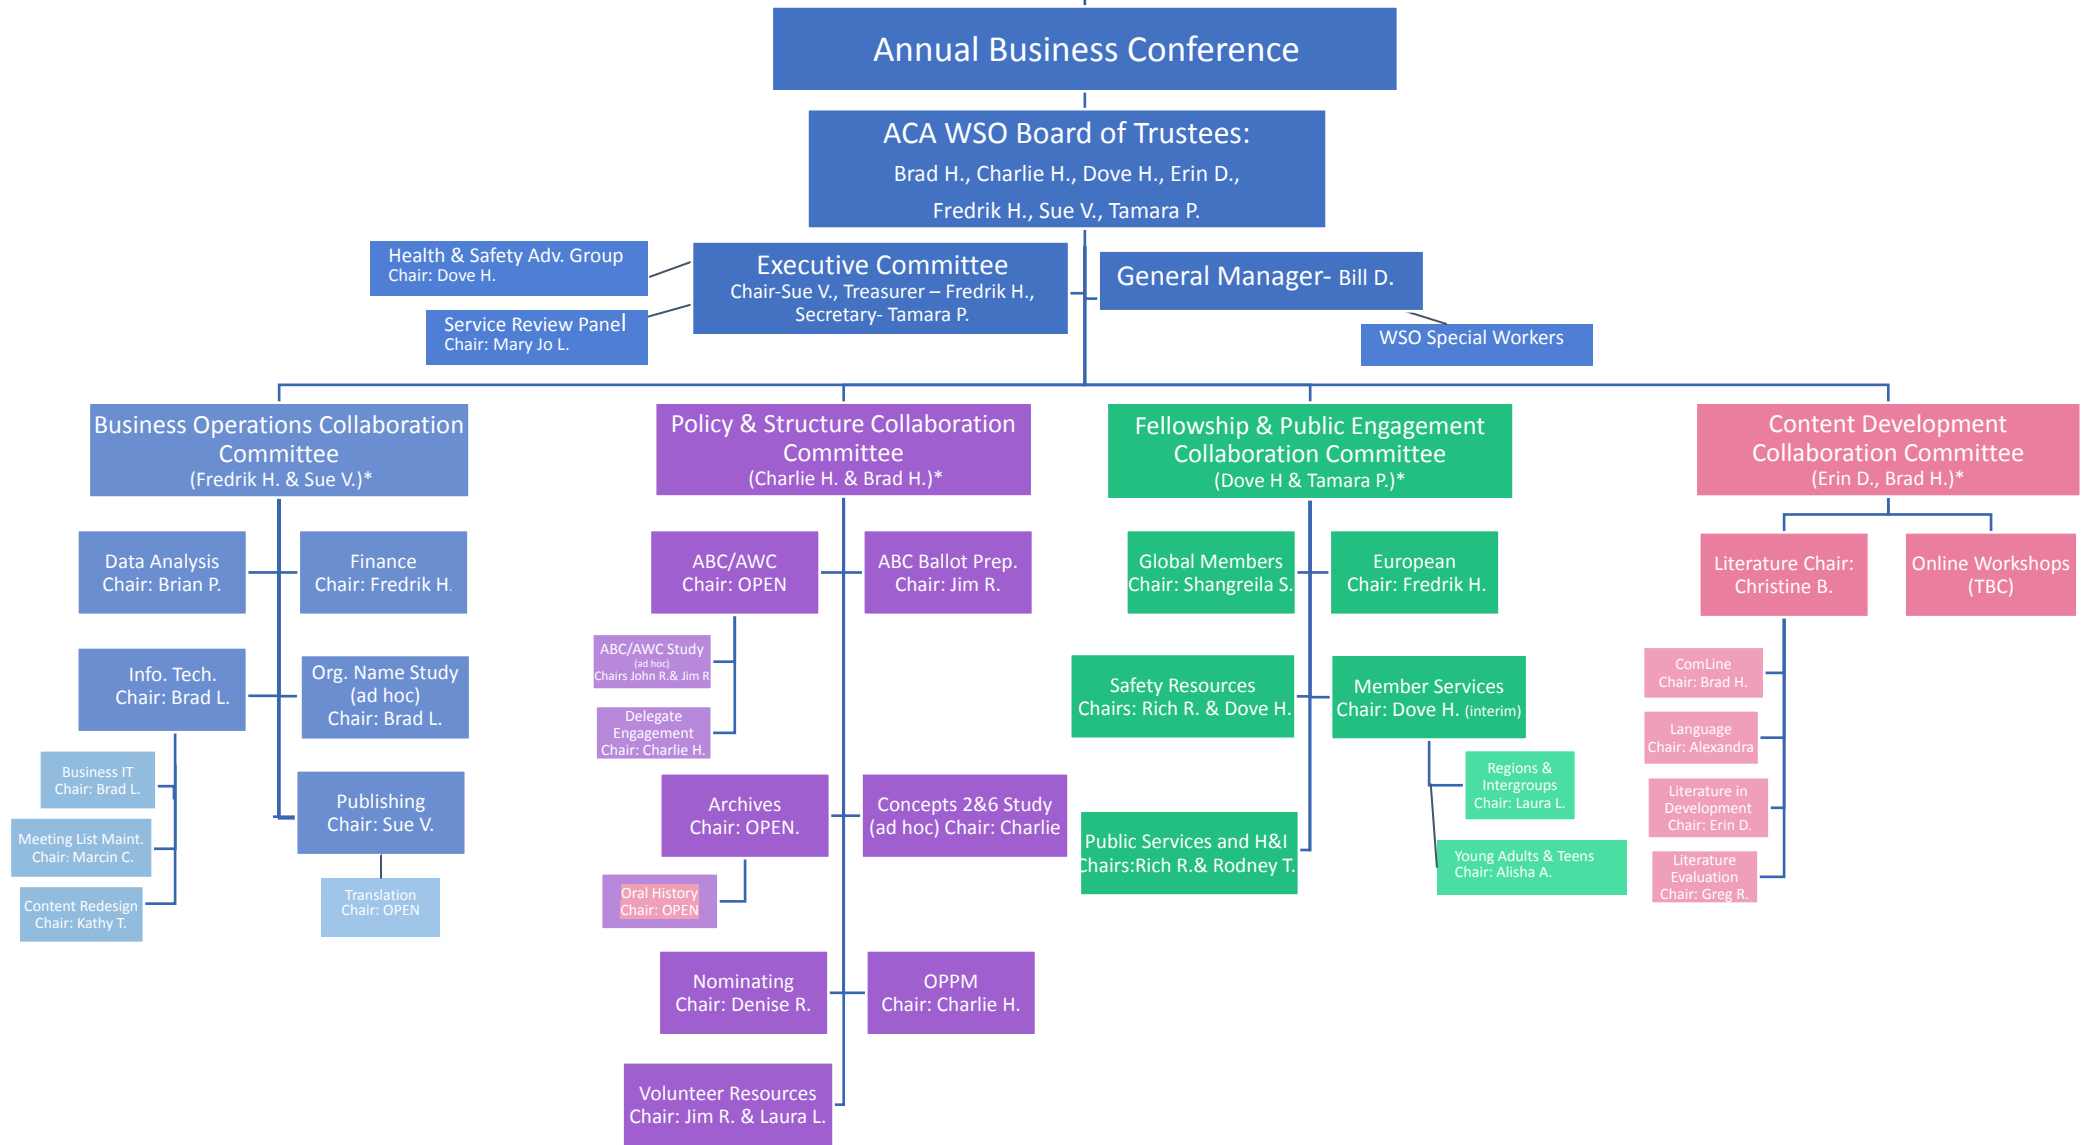 Annual Business Conference
ACA WSO Board of Trustees:
Brad H., Charlie H., Dove H., Erin D.,
Fredrik H., Sue V., Tamara P.
Health & Safety Adv. Group
Chair: Dove H.
Executive Committee
Chair-Sue V., Treasurer – Fredrik H.,
Secretary- Tamara P.
General Manager- Bill D.
Service Review Panel
Chair: Mary Jo L.
WSO Special Workers
Business Operations Collaboration
Committee
(Fredrik H. & Sue V.)*
Data Analysis
Chair: Brian P.
Finance
Chair: Fredrik H.
Info. Tech.
Chair: Brad L.
Org. Name Study
(ad hoc)
Chair: Brad L.
Business IT
Chair: Brad L.
Meeting List Maint.
Chair: Marcin C.
Content Redesign
Chair: Kathy T.
Publishing
Chair: Sue V.
Translation
Chair: OPEN
Policy & Structure Collaboration
Committee
(Charlie H. & Brad H.)*
ABC/AWC
Chair: OPEN
ABC Ballot Prep.
Chair: Jim R.
ABC/AWC Study
(ad hoc)
Chairs John R.& Jim R
Delegate
Engagement
Chair: Charlie H.
Archives
Chair: OPEN.
Concepts 2&6 Study
(ad hoc) Chair: Charlie
Oral History
Chair: OPEN
Nominating
Chair: Denise R.
OPPM
Chair: Charlie H.
Volunteer Resources
Chair: Jim R. & Laura L.
Fellowship & Public Engagement
Collaboration Committee
(Dove H & Tamara P.)*
Global Members
Chair: Shangreila S.
European
Chair: Fredrik H.
Safety Resources
Chairs: Rich R. & Dove H.
Member Services
Chair: Dove H. (interim)
Regions &
Intergroups
Chair: Laura L.
Public Services and H&I
Chairs:Rich R.& Rodney T.
Young Adults & Teens
Chair: Alisha A.
Content Development
Collaboration Committee
(Erin D., Brad H.)*
Literature Chair:
Christine B.
Online Workshops
(TBC)
ComLine
Chair: Brad H.
Language
Chair: Alexandra
Literature in
Development
Chair: Erin D.
Literature
Evaluation
Chair: Greg R.